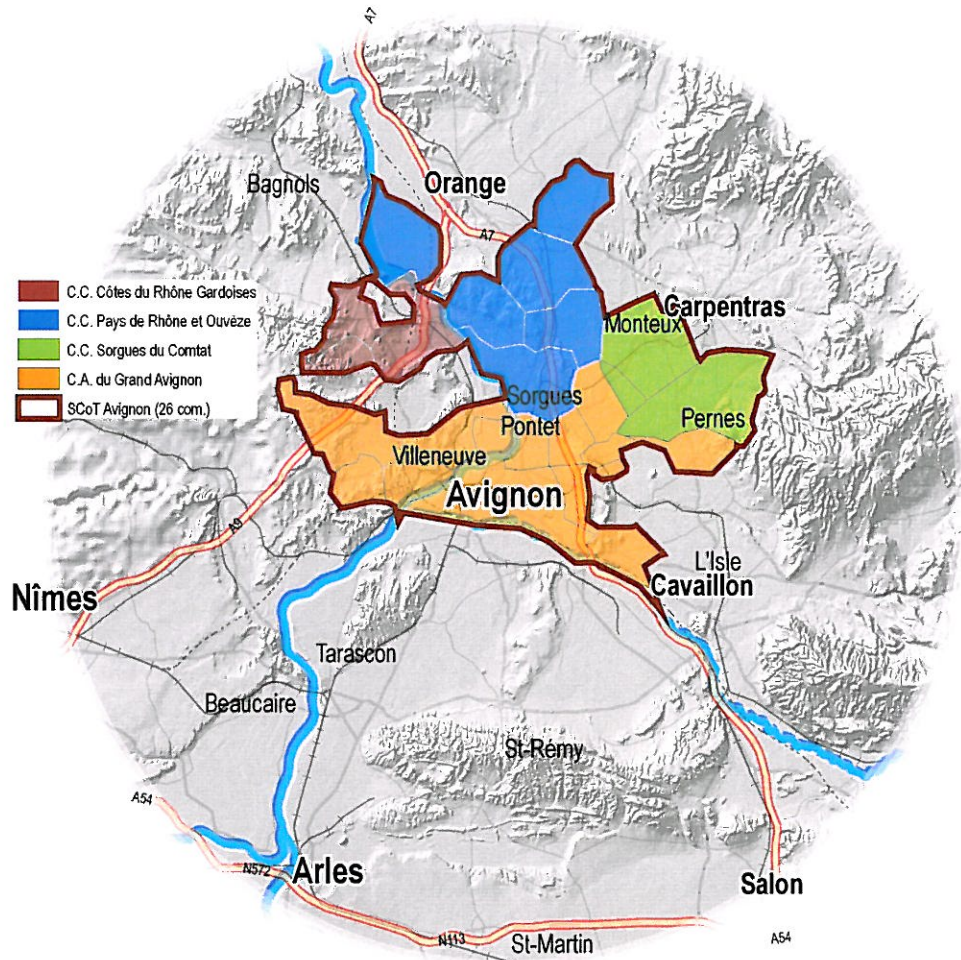 A7
Bagnols
Orange
A7
C.C. Côtes du Rhône Gardoises
C.C. Pays de Rhône et Ouvèze
C.C. Sorgues du Comtat
C.A. du Grand Avignon
SCoT Avignon (26 com.)
Carpentras
Monteux
Sorgues
Pontet
Pernes
Villeneuve
Avignon
A9
L'Isle
Cavaillon
Nîmes
Tarascon
Beaucaire
St-Rémy
A54
N572
Arles
Salon
N113
St-Martin
A54